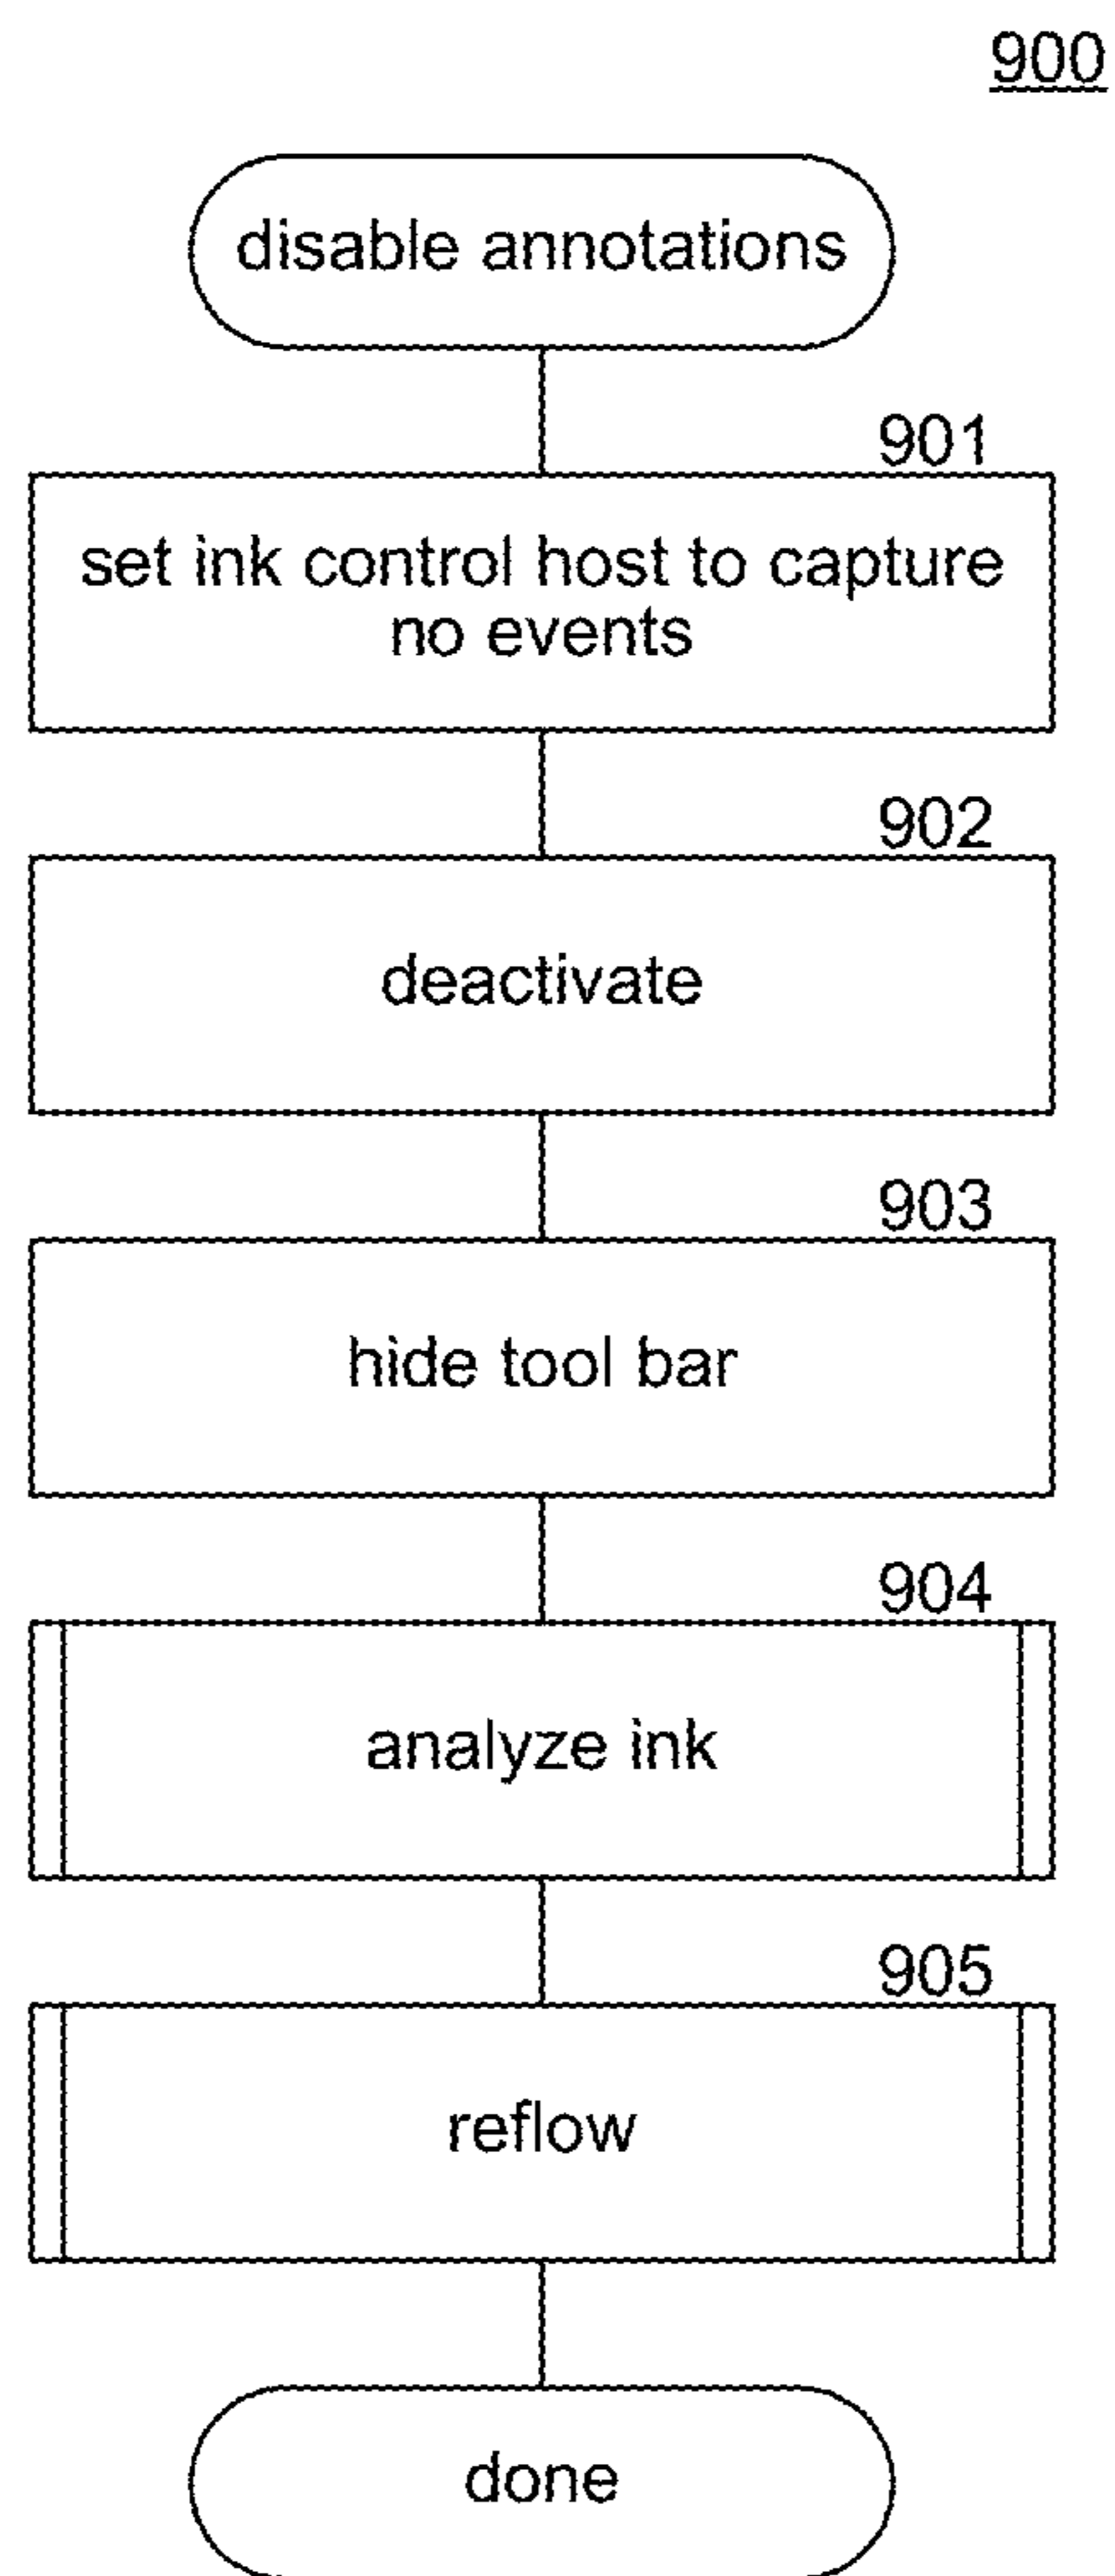 900
disable annotations
901
set ink control host to capture
no events
902
deactivate
903
hide tool bar
904
analyze ink
905
reflow
done